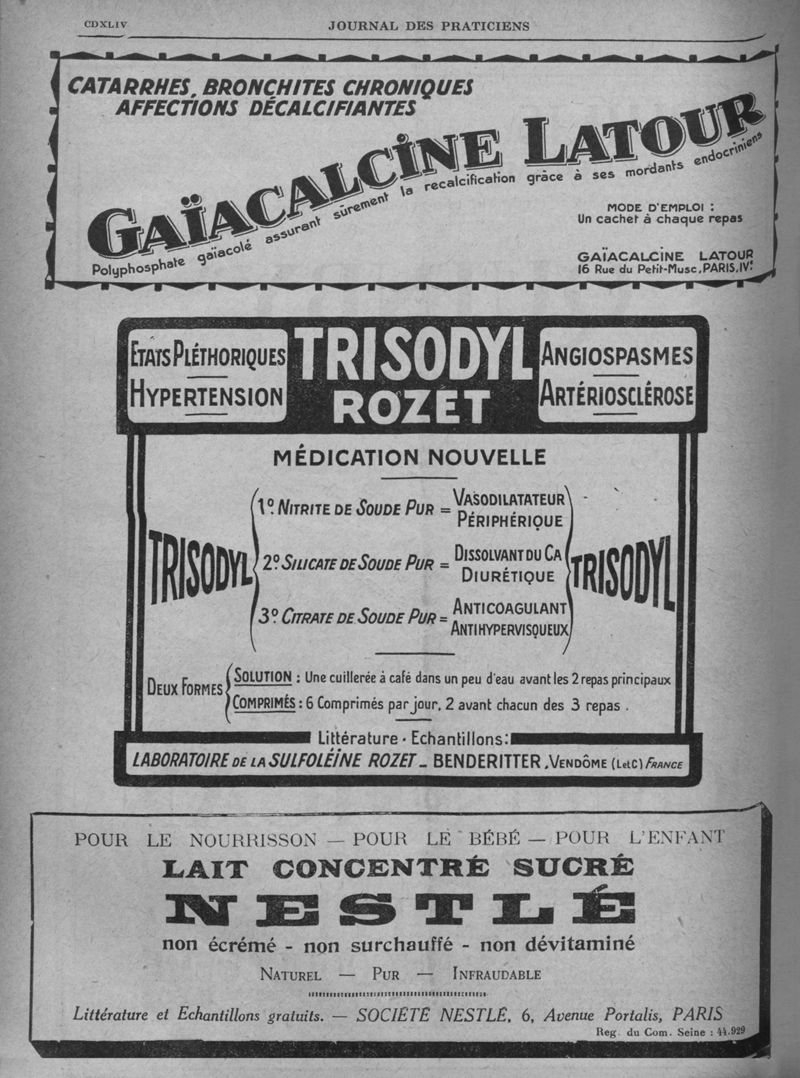 CDXLIV
JOURNAL DES PRATICIENS
CATARRHES, BRONCHITES CHRONIQUES
AFFECTIONS DÉCALCIFIANTES
GAÏACALCINE LATOUR
Polyphosphate gaïacolé assurant sûrement la recalcification grâce à ses mordants endocriniens
MODE D'EMPLOI :
Un cachet à chaque repas
GAÏACALCINE LATOUR
16 Rue du Petit-Musc, PARIS, IVᵉ
ETATS PLÉTHORIQUES
HYPERTENSION
TRISODYL
ROZET
ANGIOSPASMES
ARTÉRIOSCLÉROSE
MÉDICATION NOUVELLE
TRISODYL
1º. NITRITE DE SOUDE PUR = VASODILATATEUR
PÉRIPHÉRIQUE
2º. SILICATE DE SOUDE PUR = DISSOLVANT DU CA
DIURÉTIQUE
3º. CITRATE DE SOUDE PUR = ANTICOAGULANT
ANTIHYPERVISQUEUX
TRISODYL
DEUX FORMES
SOLUTION : Une cuillerée à café dans un peu d'eau avant les 2 repas principaux
COMPRIMÉS : 6 Comprimés par jour, 2 avant chacun des 3 repas .
Littérature - Echantillons:
LABORATOIRE DE LA SULFOLÉINE ROZET _ BENDERITTER , VENDÔME (L et C) FRANCE
POUR LE NOURRISSON — POUR LE BÉBÉ — POUR L'ENFANT
LAIT CONCENTRÉ SUCRÉ
NESTLÉ
non écrémé - non surchauffé - non dévitaminé
NATUREL — PUR — INFRAUDABLE
Littérature et Echantillons gratuits. — SOCIÉTÉ NESTLÉ, 6, Avenue Portalis, PARIS
Reg. du Com. Seine : 44.929